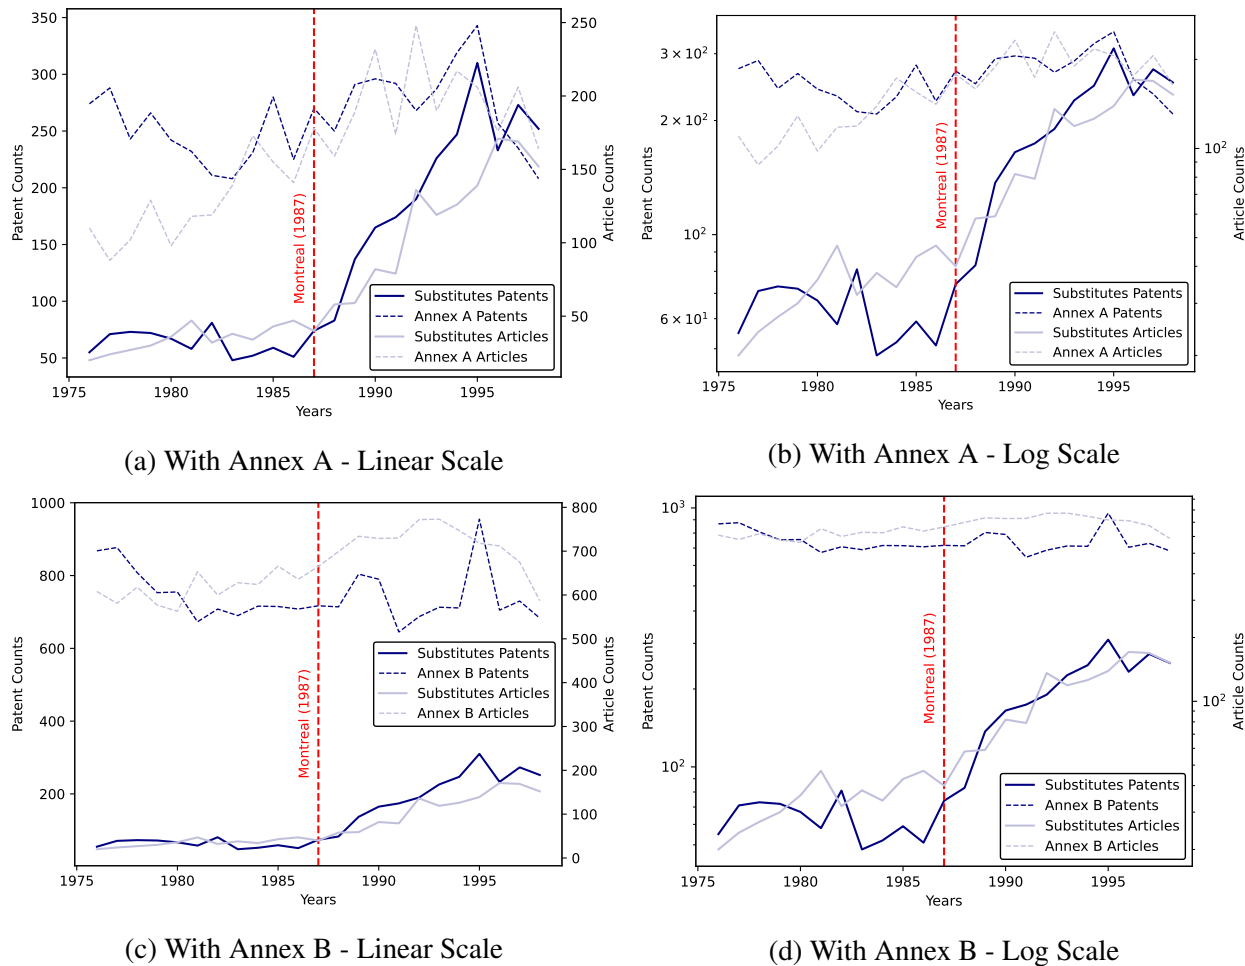 350
300
250
200
150
100
50
250
200
150
100
50
Patent Counts
Article Counts
Montreal (1987)
Substitutes Patents
Annex A Patents
Substitutes Articles
Annex A Articles
1975 1980 1985 1990 1995
Years
(a) With Annex A - Linear Scale
3 × 10²
2 × 10²
10²
6 × 10¹
10²
Patent Counts
Article Counts
Montreal (1987)
Substitutes Patents
Annex A Patents
Substitutes Articles
Annex A Articles
1975 1980 1985 1990 1995
Years
(b) With Annex A - Log Scale
1000
800
600
400
200
800
700
600
500
400
300
200
100
0
Patent Counts
Article Counts
Montreal (1987)
Substitutes Patents
Annex B Patents
Substitutes Articles
Annex B Articles
1975 1980 1985 1990 1995
Years
(c) With Annex B - Linear Scale
10³
10²
10²
Patent Counts
Article Counts
Montreal (1987)
Substitutes Patents
Annex B Patents
Substitutes Articles
Annex B Articles
1975 1980 1985 1990 1995
Years
(d) With Annex B - Log Scale